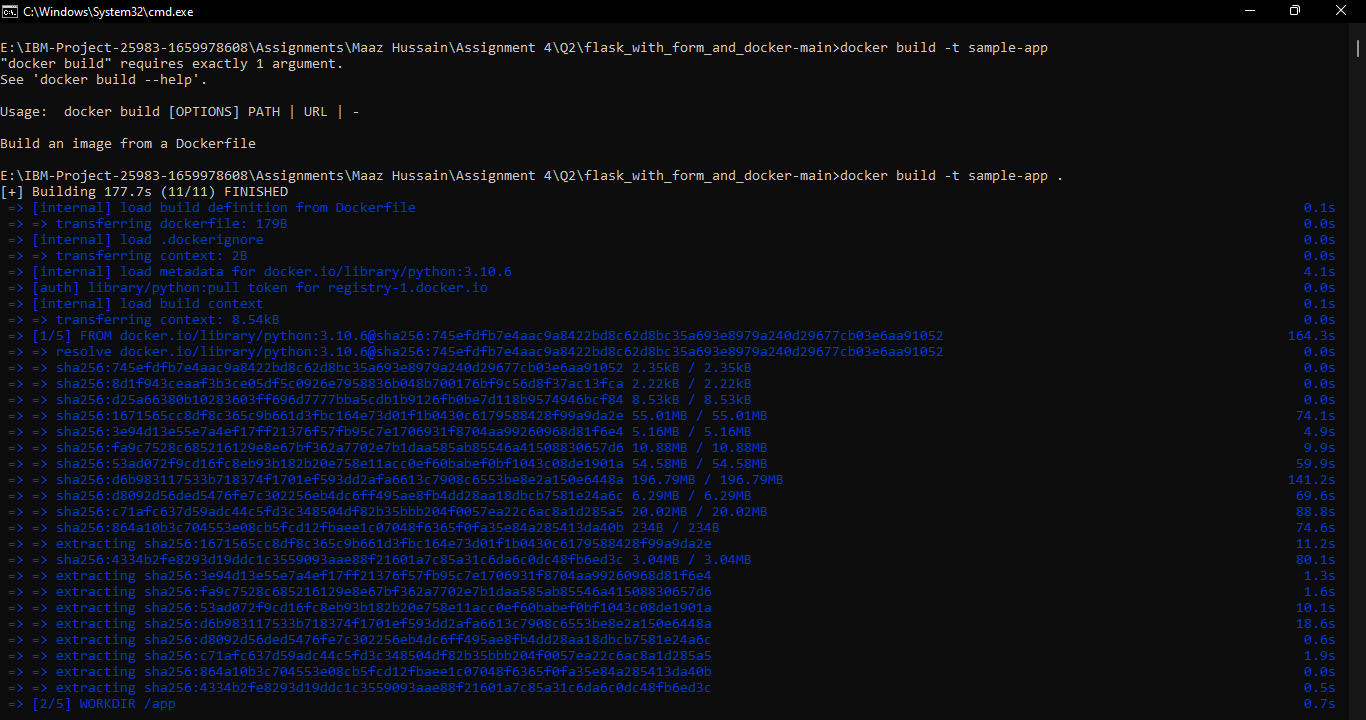 C:\Windows\System32\cmd.exe
E:\IBM-Project-25983-1659978608\Assignments\Maaz Hussain\Assignment 4\Q2\flask_with_form_and_docker-main>docker build -t sample-app
"docker build" requires exactly 1 argument.
See 'docker build --help'.
Usage:  docker build [OPTIONS] PATH | URL | -
Build an image from a Dockerfile
E:\IBM-Project-25983-1659978608\Assignments\Maaz Hussain\Assignment 4\Q2\flask_with_form_and_docker-main>docker build -t sample-app .
[+] Building 177.7s (11/11) FINISHED
=> [internal] load build definition from Dockerfile 0.1s
=> => transferring dockerfile: 179B 0.0s
=> [internal] load .dockerignore 0.0s
=> => transferring context: 2B 0.0s
=> [internal] load metadata for docker.io/library/python:3.10.6 4.1s
=> [auth] library/python:pull token for registry-1.docker.io 0.0s
=> [internal] load build context 0.1s
=> => transferring context: 8.54kB 0.0s
=> [1/5] FROM docker.io/library/python:3.10.6@sha256:745efdfb7e4aac9a8422bd8c62d8bc35a693e8979a240d29677cb03e6aa91052 164.3s
=> => resolve docker.io/library/python:3.10.6@sha256:745efdfb7e4aac9a8422bd8c62d8bc35a693e8979a240d29677cb03e6aa91052 0.0s
=> => sha256:745efdfb7e4aac9a8422bd8c62d8bc35a693e8979a240d29677cb03e6aa91052 2.35kB / 2.35kB 0.0s
=> => sha256:8d1f943ceaaf3b3ce05df5c0926e7958836b048b700176bf9c56d8f37ac13fca 2.22kB / 2.22kB 0.0s
=> => sha256:d25a66380b10283603ff696d7777bba5cdb1b9126fb0be7d118b9574946bcf84 8.53kB / 8.53kB 0.0s
=> => sha256:1671565cc8df8c365c9b661d3fbc164e73d01f1b0430c6179588428f99a9da2e 55.01MB / 55.01MB 74.1s
=> => sha256:3e94d13e55e7a4ef17ff21376f57fb95c7e1706931f8704aa99260968d81f6e4 5.16MB / 5.16MB 4.9s
=> => sha256:fa9c7528c685216129e8e67bf362a7702e7b1daa585ab85546a41508830657d6 10.88MB / 10.88MB 9.9s
=> => sha256:53ad072f9cd16fc8eb93b182b20e758e11acc0ef60babef0bf1043c08de1901a 54.58MB / 54.58MB 59.9s
=> => sha256:d6b983117533b718374f1701ef593dd2afa6613c7908c6553be8e2a150e6448a 196.79MB / 196.79MB 141.2s
=> => sha256:d8092d56ded5476fe7c302256eb4dc6ff495ae8fb4dd28aa18dbcb7581e24a6c 6.29MB / 6.29MB 69.6s
=> => sha256:c71afc637d59adc44c5fd3c348504df82b35bbb204f0057ea22c6ac8a1d285a5 20.02MB / 20.02MB 88.8s
=> => sha256:864a10b3c704553e08cb5fcd12fbaee1c07048f6365f0fa35e84a285413da40b 234B / 234B 74.6s
=> => extracting sha256:1671565cc8df8c365c9b661d3fbc164e73d01f1b0430c6179588428f99a9da2e 11.2s
=> => sha256:4334b2fe8293d19ddc1c3559093aae88f21601a7c85a31c6da6c0dc48fb6ed3c 3.04MB / 3.04MB 80.1s
=> => extracting sha256:3e94d13e55e7a4ef17ff21376f57fb95c7e1706931f8704aa99260968d81f6e4 1.3s
=> => extracting sha256:fa9c7528c685216129e8e67bf362a7702e7b1daa585ab85546a41508830657d6 1.6s
=> => extracting sha256:53ad072f9cd16fc8eb93b182b20e758e11acc0ef60babef0bf1043c08de1901a 10.1s
=> => extracting sha256:d6b983117533b718374f1701ef593dd2afa6613c7908c6553be8e2a150e6448a 18.6s
=> => extracting sha256:d8092d56ded5476fe7c302256eb4dc6ff495ae8fb4dd28aa18dbcb7581e24a6c 0.6s
=> => extracting sha256:c71afc637d59adc44c5fd3c348504df82b35bbb204f0057ea22c6ac8a1d285a5 1.9s
=> => extracting sha256:864a10b3c704553e08cb5fcd12fbaee1c07048f6365f0fa35e84a285413da40b 0.0s
=> => extracting sha256:4334b2fe8293d19ddc1c3559093aae88f21601a7c85a31c6da6c0dc48fb6ed3c 0.5s
=> [2/5] WORKDIR /app 0.7s